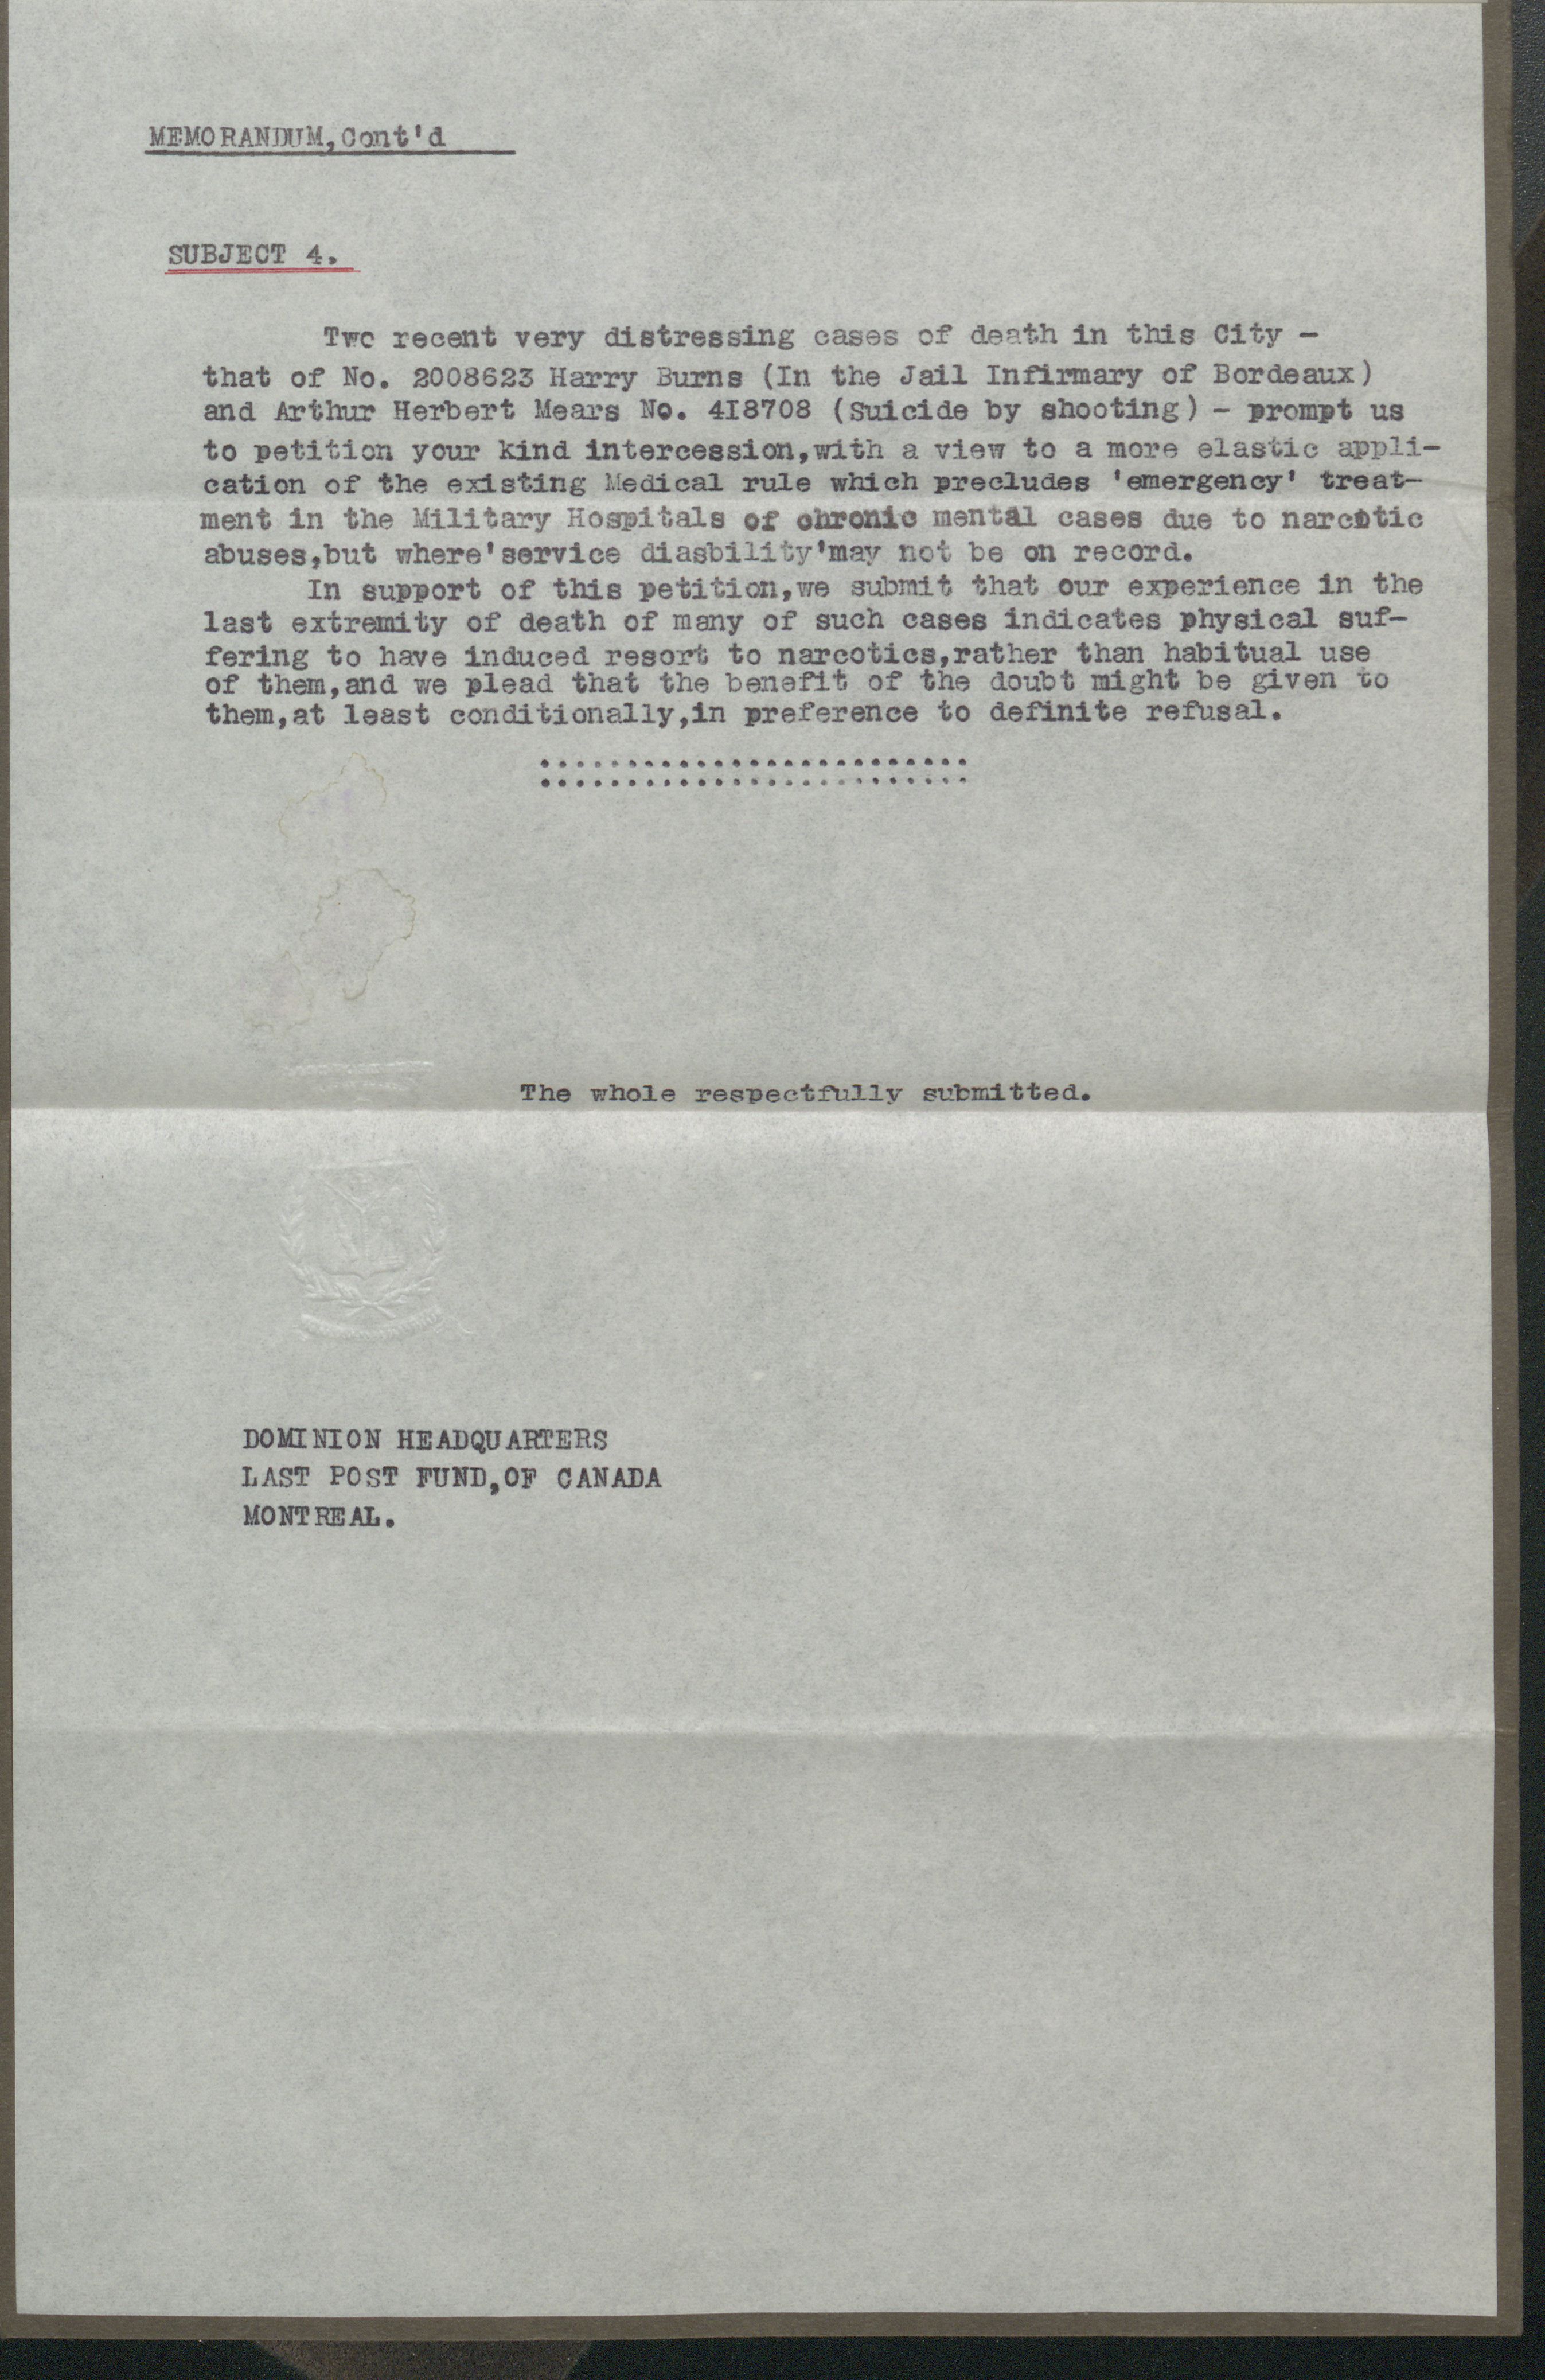 MEMORANDUM,Cont'd
SUBJECT 4.
Two recent very distressing cases of death in this City -
that of No. 2008623 Harry Burns (In the Jail Infirmary of Bordeaux)
and Arthur Herbert Mears No. 4I8708 (Suicide by shooting) - prompt us
to petition your kind intercession,with a view to a more elastic appli-
cation of the existing Medical rule which precludes 'emergency' treat-
ment in the Military Hospitals of chronic mental cases due to narcotic
abuses,but where'service diasbility'may not be on record.
In support of this petition,we submit that our experience in the
last extremity of death of many of such cases indicates physical suf-
fering to have induced resort to narcotics,rather than habitual use
of them,and we plead that the benefit of the doubt might be given to
them,at least conditionally,in preference to definite refusal.
::::::::::::::::::::::::::
The whole respectfully submitted.
DOMINION HEADQUARTERS
LAST POST FUND,OF CANADA
MONTREAL.